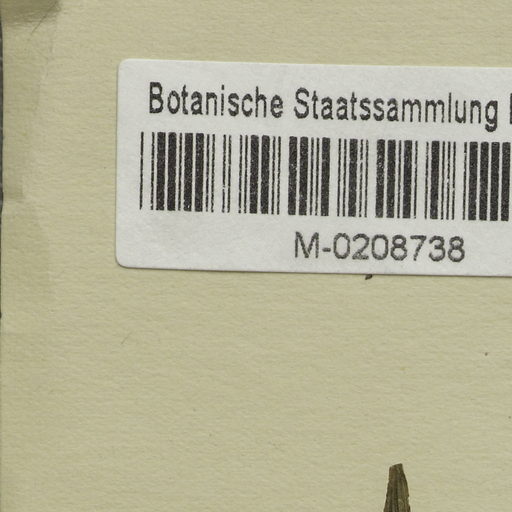 Botanische Staatssammlung
M-0208738